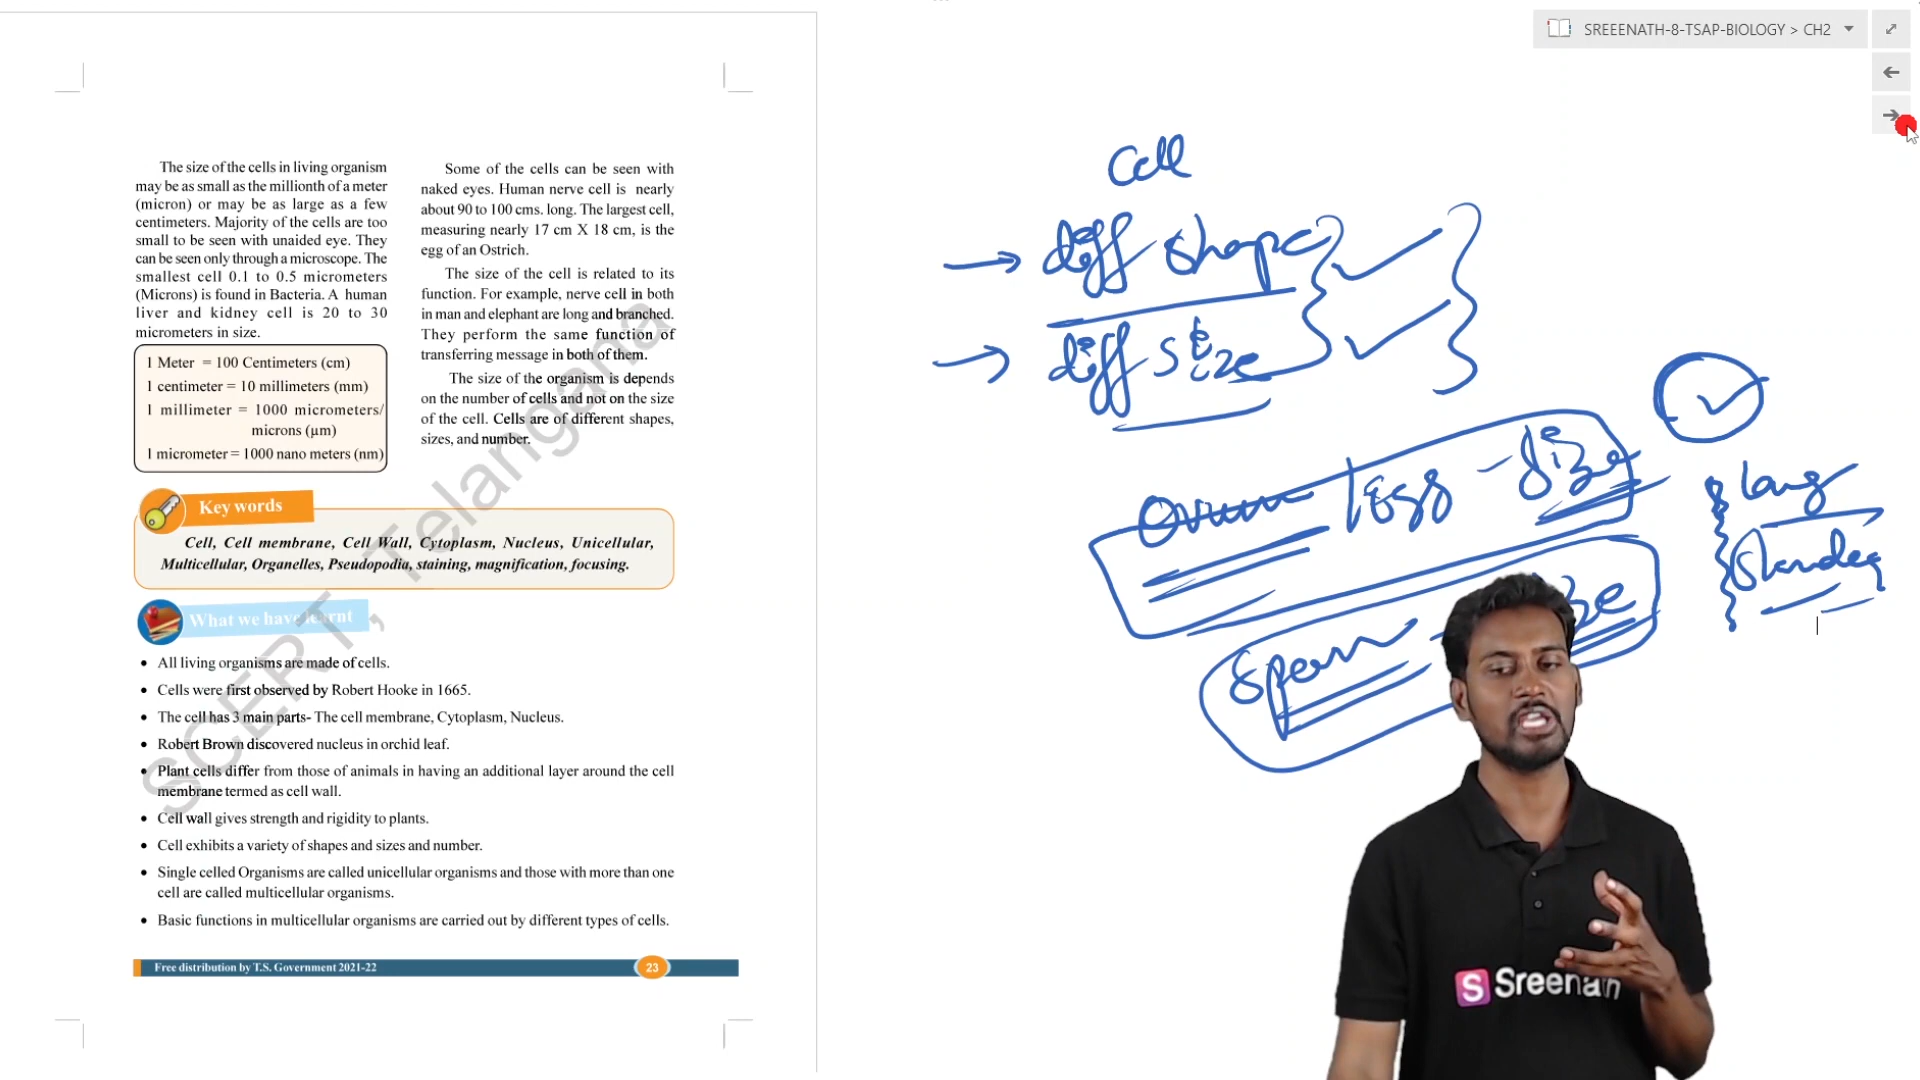 SREEENATH-8-TSAP-BIOLOGY > CH2
The size of the cells in living organism
may be as small as the millionth of a meter
(micron) or may be as large as a few
centimeters. Majority of the cells are too
small to be seen with unaided eye. They
can be seen only through a microscope. The
smallest cell 0.1 to 0.5 micrometers
(Microns) is found in Bacteria. A human
liver and kidney cell is 20 to 30
micrometers in size.
1 Meter = 100 Centimeters (cm)
1 centimeter = 10 millimeters (mm)
1 millimeter = 1000 micrometers/
microns (µm)
1 micrometer = 1000 nano meters (nm)
Some of the cells can be seen with
naked eyes. Human nerve cell is nearly
about 90 to 100 cms. long. The largest cell,
measuring nearly 17 cm X 18 cm, is the
egg of an Ostrich.
The size of the cell is related to its
function. For example, nerve cell in both
in man and elephant are long and branched.
They perform the same function of
transferring message in both of them.
The size of the organism is depends
on the number of cells and not on the size
of the cell. Cells are of different shapes,
sizes, and number.
Key words
Cell, Cell membrane, Cell Wall, Cytoplasm, Nucleus, Unicellular,
Multicellular, Organelles, Pseudopodia, staining, magnification, focusing.
What we have learnt
• All living organisms are made of cells.
• Cells were first observed by Robert Hooke in 1665.
• The cell has 3 main parts- The cell membrane, Cytoplasm, Nucleus.
• Robert Brown discovered nucleus in orchid leaf.
• Plant cells differ from those of animals in having an additional layer around the cell
membrane termed as cell wall.
• Cell wall gives strength and rigidity to plants.
• Cell exhibits a variety of shapes and sizes and number.
• Single celled Organisms are called unicellular organisms and those with more than one
cell are called multicellular organisms.
• Basic functions in multicellular organisms are carried out by different types of cells.
Free distribution by T.S. Government 2021-22
23
SCERT, Telangana
Cell
diff shape
diff size
Ovum / Egg - Size
Sperm
long
S Sreenath